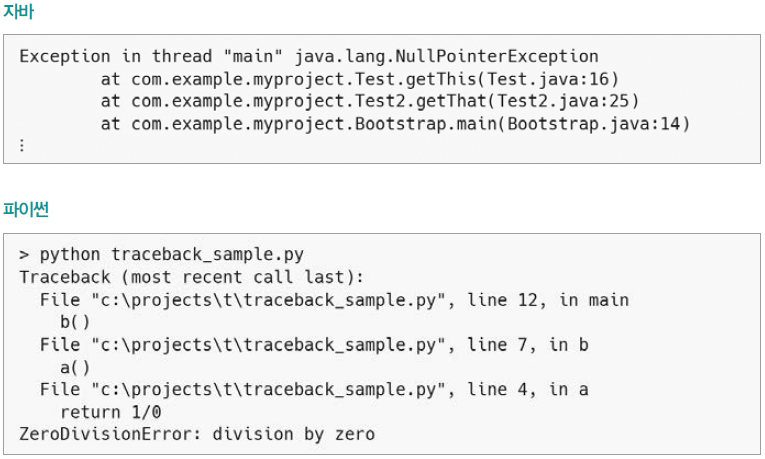 자바
Exception in thread "main" java.lang.NullPointerException
        at com.example.myproject.Test.getThis(Test.java:16)
        at com.example.myproject.Test2.getThat(Test2.java:25)
        at com.example.myproject.Bootstrap.main(Bootstrap.java:14)
⋮
파이썬
> python traceback_sample.py
Traceback (most recent call last):
  File "c:\projects\t\traceback_sample.py", line 12, in main
    b()
  File "c:\projects\t\traceback_sample.py", line 7, in b
    a()
  File "c:\projects\t\traceback_sample.py", line 4, in a
    return 1/0
ZeroDivisionError: division by zero